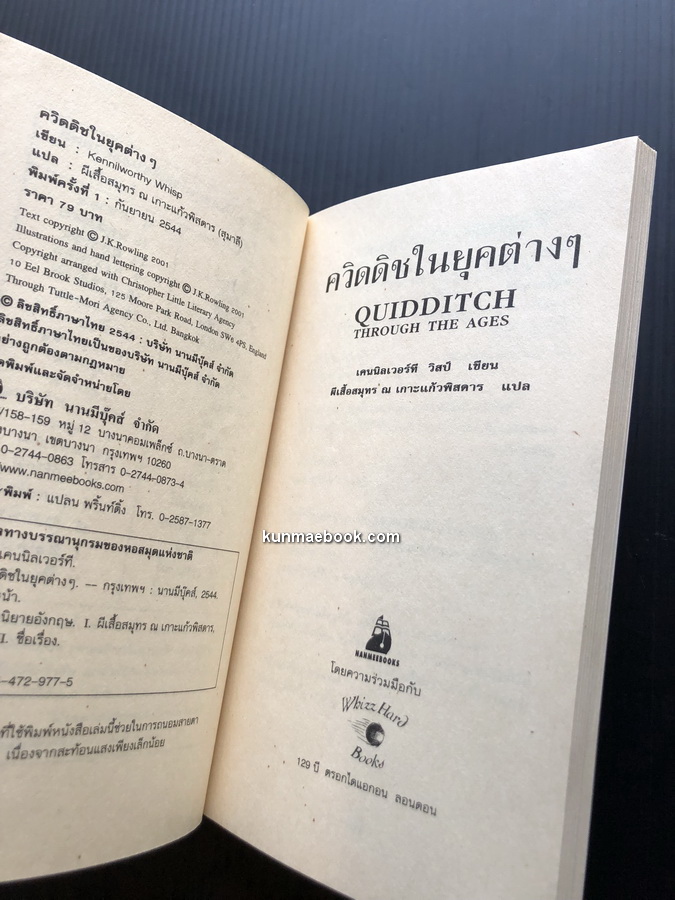 ควิดดิชในยุคต่าง ๆ
เขียน : Kennilworthy Whisp
แปล : ผีเสื้อสมุทร ณ เกาะแก้วพิสดาร (สุมาลี)
พิมพ์ครั้งที่ 1 : กันยายน 2544
ราคา 79 บาท
Text copyright © J.K.Rowling 2001
Illustrations and hand lettering copyright © J.K.Rowling 2001
Copyright arranged with Christopher Little Literary Agency
10 Eel Brook Studios, 125 Moore Park Road, London SW6 4PS, England
Through Tuttle-Mori Agency Co., Ltd. Bangkok
© ลิขสิทธิ์ภาษาไทย 2544 : บริษัท นานมีบุ๊คส์ จำกัด
ลิขสิทธิ์ภาษาไทยเป็นของบริษัท นานมีบุ๊คส์ จำกัด
อย่างถูกต้องตามกฎหมาย
ดพิมพ์และจัดจำหน่ายโดย
บริษัท นานมีบุ๊คส์ จำกัด
/158-159 หมู่ 12 บางนาคอมเพล็กซ์ ถ.บางนา-ตราด
งบางนา เขตบางนา กรุงเทพฯ 10260
0-2744-0863 โทรสาร 0-2744-0873-4
/www.nanmeebooks.com
พิมพ์ : แปลน พริ้นท์ติ้ง โทร. 0-2587-1377
ลทางบรรณานุกรมของหอสมุดแห่งชาติ
เคนนิลเวอร์ที.
ดิชในยุคต่างๆ. -- กรุงเทพฯ : นานมีบุ๊คส์, 2544.
น้า.
นิยายอังกฤษ. I. ผีเสื้อสมุทร ณ เกาะแก้วพิสดาร,
I. ชื่อเรื่อง.
-472-977-5
ที่ใช้พิมพ์หนังสือเล่มนี้ช่วยในการถนอมสายตา
เนื่องจากสะท้อนแสงเพียงเล็กน้อย
ควิดดิชในยุคต่างๆ
QUIDDITCH
THROUGH THE AGES
เคนนิลเวอร์ที วิสป์ เขียน
ผีเสื้อสมุทร ณ เกาะแก้วพิสดาร แปล
kunmaebook.com
NANMEEBOOKS
โดยความร่วมมือกับ
Whizz Hard
Books
129 บี ตรอกไดแอกอน ลอนดอน